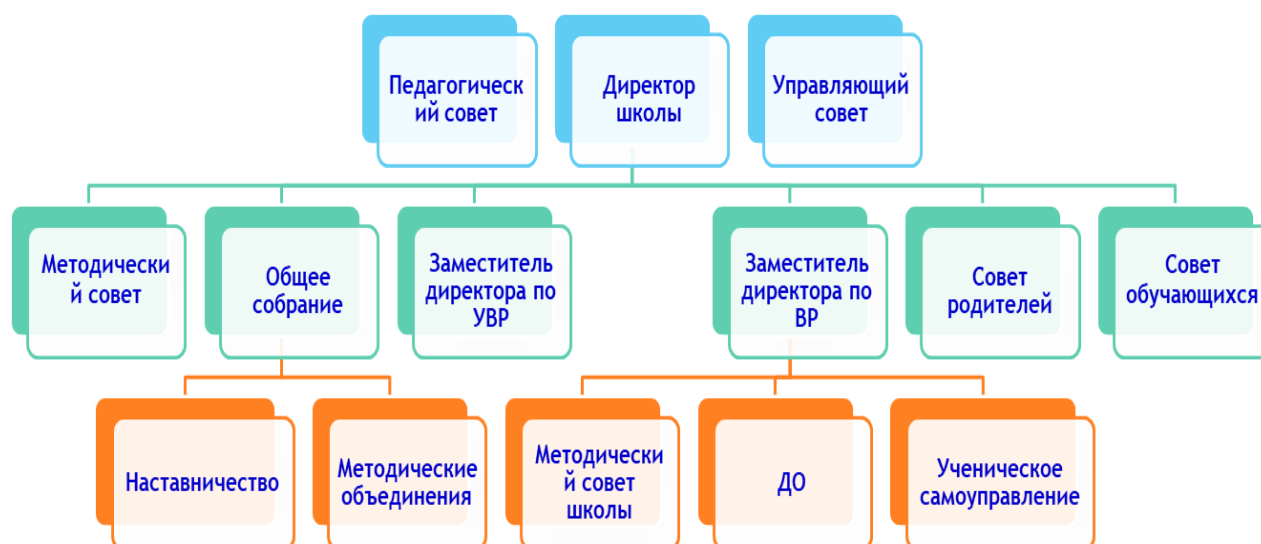 Педагогическ
ий совет
Директор
школы
Управляющий
совет
Методически
й совет
Общее
собрание
Заместитель
директора по
УВР
Заместитель
директора по
ВР
Совет
родителей
Совет
обучающихся
Наставничество
Методические
объединения
Методически
й совет
школы
ДО
Ученическое
самоуправление